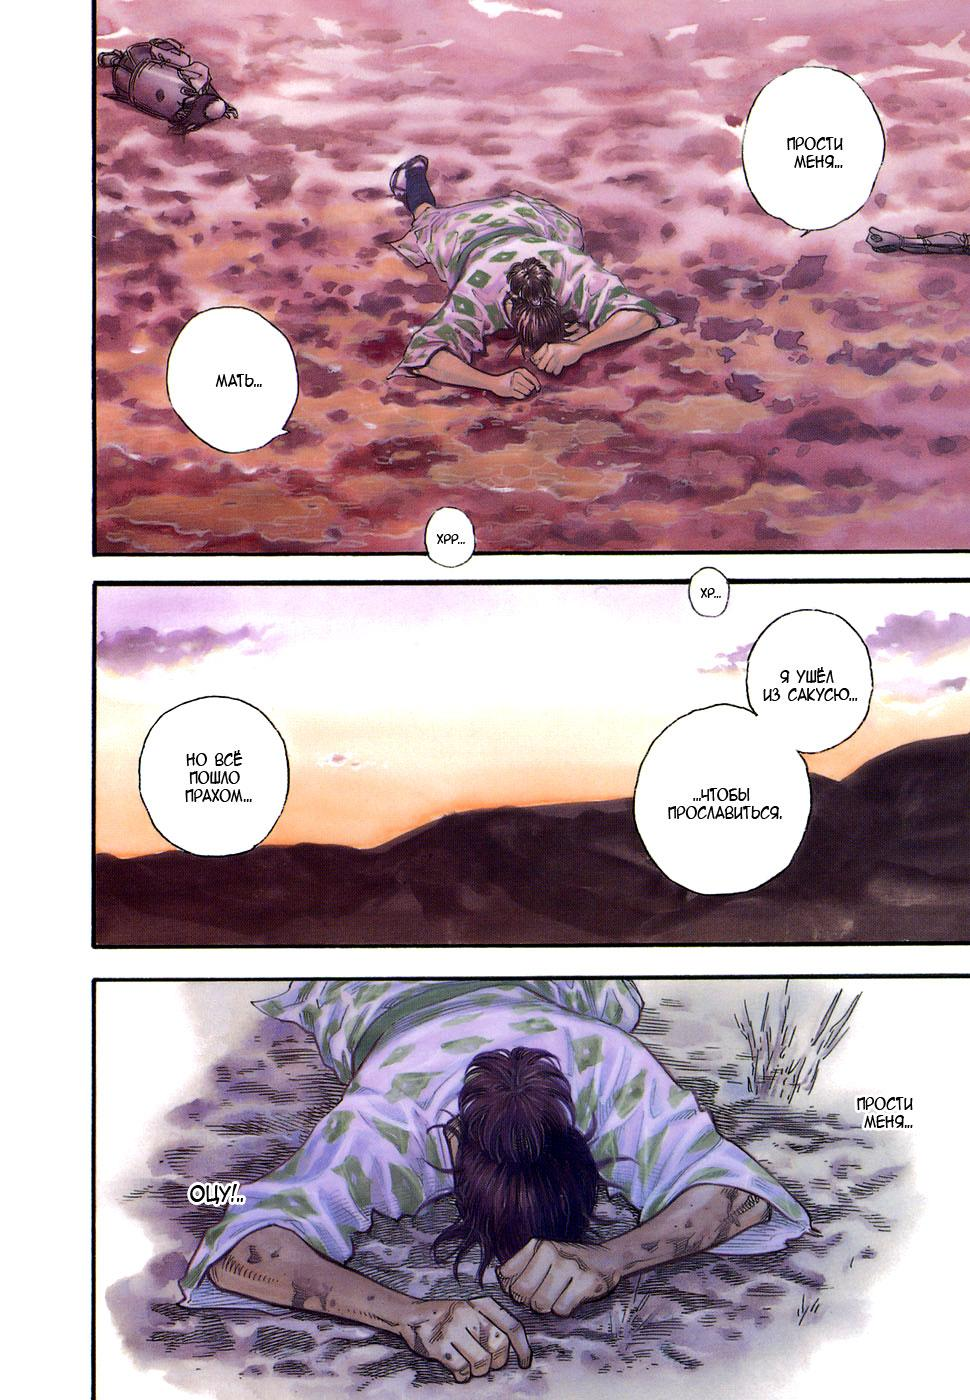 ПРОСТИ
МЕНЯ...
МАТЬ...
ХРР...
ХР...
Я УШЁЛ
ИЗ САКУСЮ...
...ЧТОБЫ
ПРОСЛАВИТЬСЯ.
НО ВСЁ
ПОШЛО
ПРАХОМ...
ПРОСТИ
МЕНЯ...
ОЦУ!..